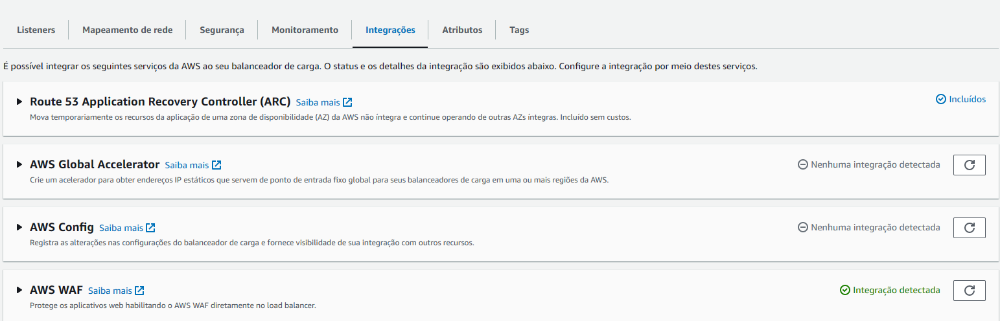 Listeners Mapeamento de rede Segurança Monitoramento Integrações Atributos Tags
É possível integrar os seguintes serviços da AWS ao seu balanceador de carga. O status e os detalhes da integração são exibidos abaixo. Configure a integração por meio destes serviços.
Route 53 Application Recovery Controller (ARC) Saiba mais Incluídos
Mova temporariamente os recursos da aplicação de uma zona de disponibilidade (AZ) da AWS não íntegra e continue operando de outras AZs íntegras. Incluído sem custos.
AWS Global Accelerator Saiba mais Nenhuma integração detectada
Crie um acelerador para obter endereços IP estáticos que servem de ponto de entrada fixo global para seus balanceadores de carga em uma ou mais regiões da AWS.
AWS Config Saiba mais Nenhuma integração detectada
Registra as alterações nas configurações do balanceador de carga e fornece visibilidade de sua integração com outros recursos.
AWS WAF Saiba mais Integração detectada
Protege os aplicativos web habilitando o AWS WAF diretamente no load balancer.